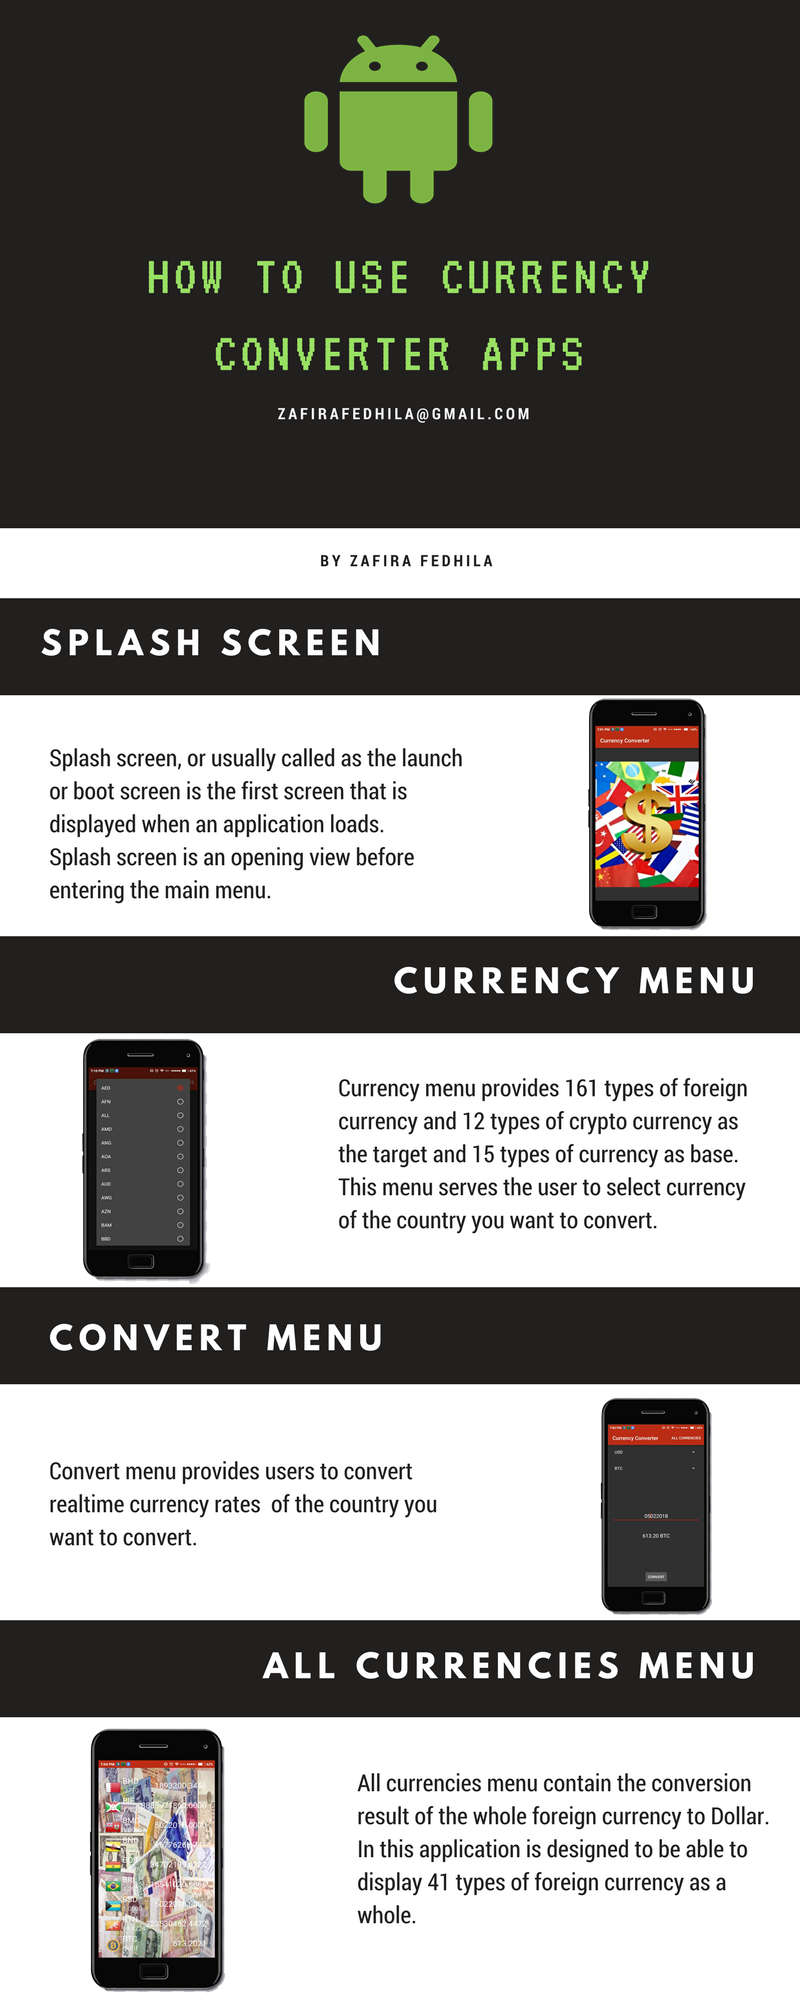 HOW TO USE CURRENCY
CONVERTER APPS
ZAFIRAFEDHILA@GMAIL.COM
BY ZAFIRA FEDHILA
SPLASH SCREEN
Splash screen, or usually called as the launch
or boot screen is the first screen that is
displayed when an application loads.
Splash screen is an opening view before
entering the main menu.
Currency Converter
$
CURRENCY MENU
AED
AFN
ALL
AMD
ANG
AOA
ARS
AUD
AWG
AZN
BAM
BBD
Currency menu provides 161 types of foreign
currency and 12 types of crypto currency as
the target and 15 types of currency as base.
This menu serves the user to select currency
of the country you want to convert.
CONVERT MENU
Convert menu provides users to convert
realtime currency rates  of the country you
want to convert.
Currency Converter ALL CURRENCIES
USD
BTC
05022018
613.20 BTC
CONVERT
ALL CURRENCIES MENU
BHD
BIF
BMD
BND
BRL
BSD
BTC
All currencies menu contain the conversion
result of the whole foreign currency to Dollar.
In this application is designed to be able to
display 41 types of foreign currency as a
whole.